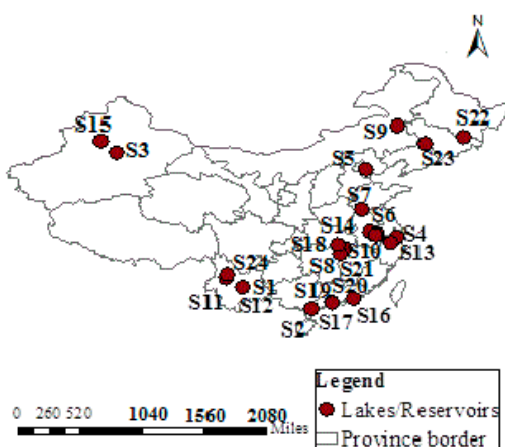 N
S22
S15
S9
S3
S5
S23
S7
S6
S14
S4
S18
S13
S10
S8
S21
S24
S1
S19
S20
S11
S12
S16
S2
S17
Legend
Lakes/Reservoirs
Province border
0 260 520 1040 1560 2080
Miles